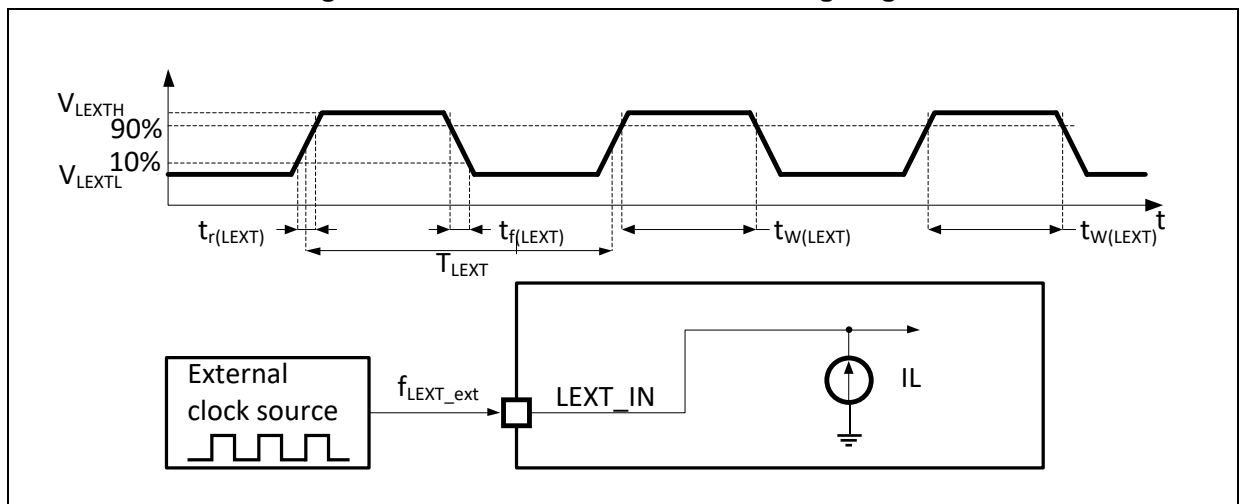 V_LEXTH
90%
10%
V_LEXTL
t
t_r(LEXT)
t_f(LEXT)
t_W(LEXT)
t_W(LEXT)
T_LEXT
External
clock source
f_LEXT_ext
LEXT_IN
IL